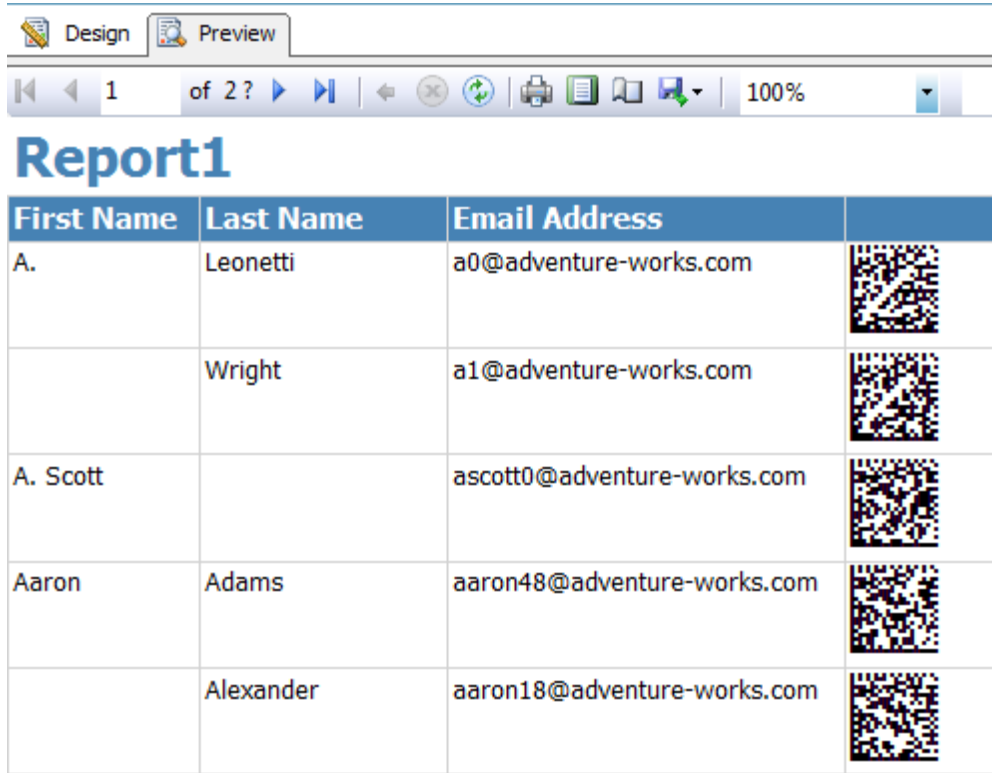 Design Preview
1 of 2 ? 100%
Report1
First Name Last Name Email Address
A. Leonetti a0@adventure-works.com
Wright a1@adventure-works.com
A. Scott ascott0@adventure-works.com
Aaron Adams aaron48@adventure-works.com
Alexander aaron18@adventure-works.com